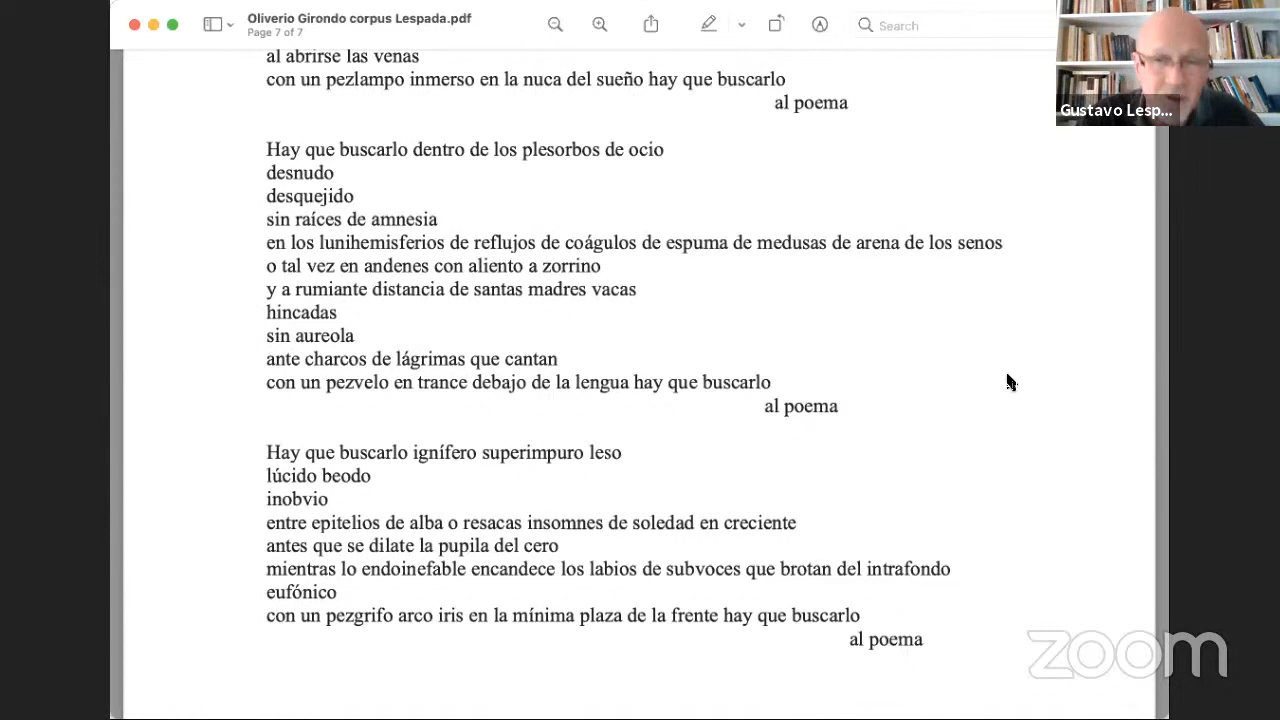 Oliverio Girondo corpus Lespada.pdf
Page 7 of 7
Search
Gustavo Lesp...
al abrirse las venas
con un pezlampo inmerso en la nuca del sueño hay que buscarlo
al poema
Hay que buscarlo dentro de los plesorbos de ocio
desnudo
desquejido
sin raíces de amnesia
en los lunihemisferios de reflujos de coágulos de espuma de medusas de arena de los senos
o tal vez en andenes con aliento a zorrino
y a rumiante distancia de santas madres vacas
hincadas
sin aureola
ante charcos de lágrimas que cantan
con un pezvelo en trance debajo de la lengua hay que buscarlo
al poema
Hay que buscarlo ignífero superimpuro leso
lúcido beodo
inobvio
entre epitelios de alba o resacas insomnes de soledad en creciente
antes que se dilate la pupila del cero
mientras lo endoinefable encandece los labios de subvoces que brotan del intrafondo
eufónico
con un pezgrifo arco iris en la mínima plaza de la frente hay que buscarlo
al poema
zoom